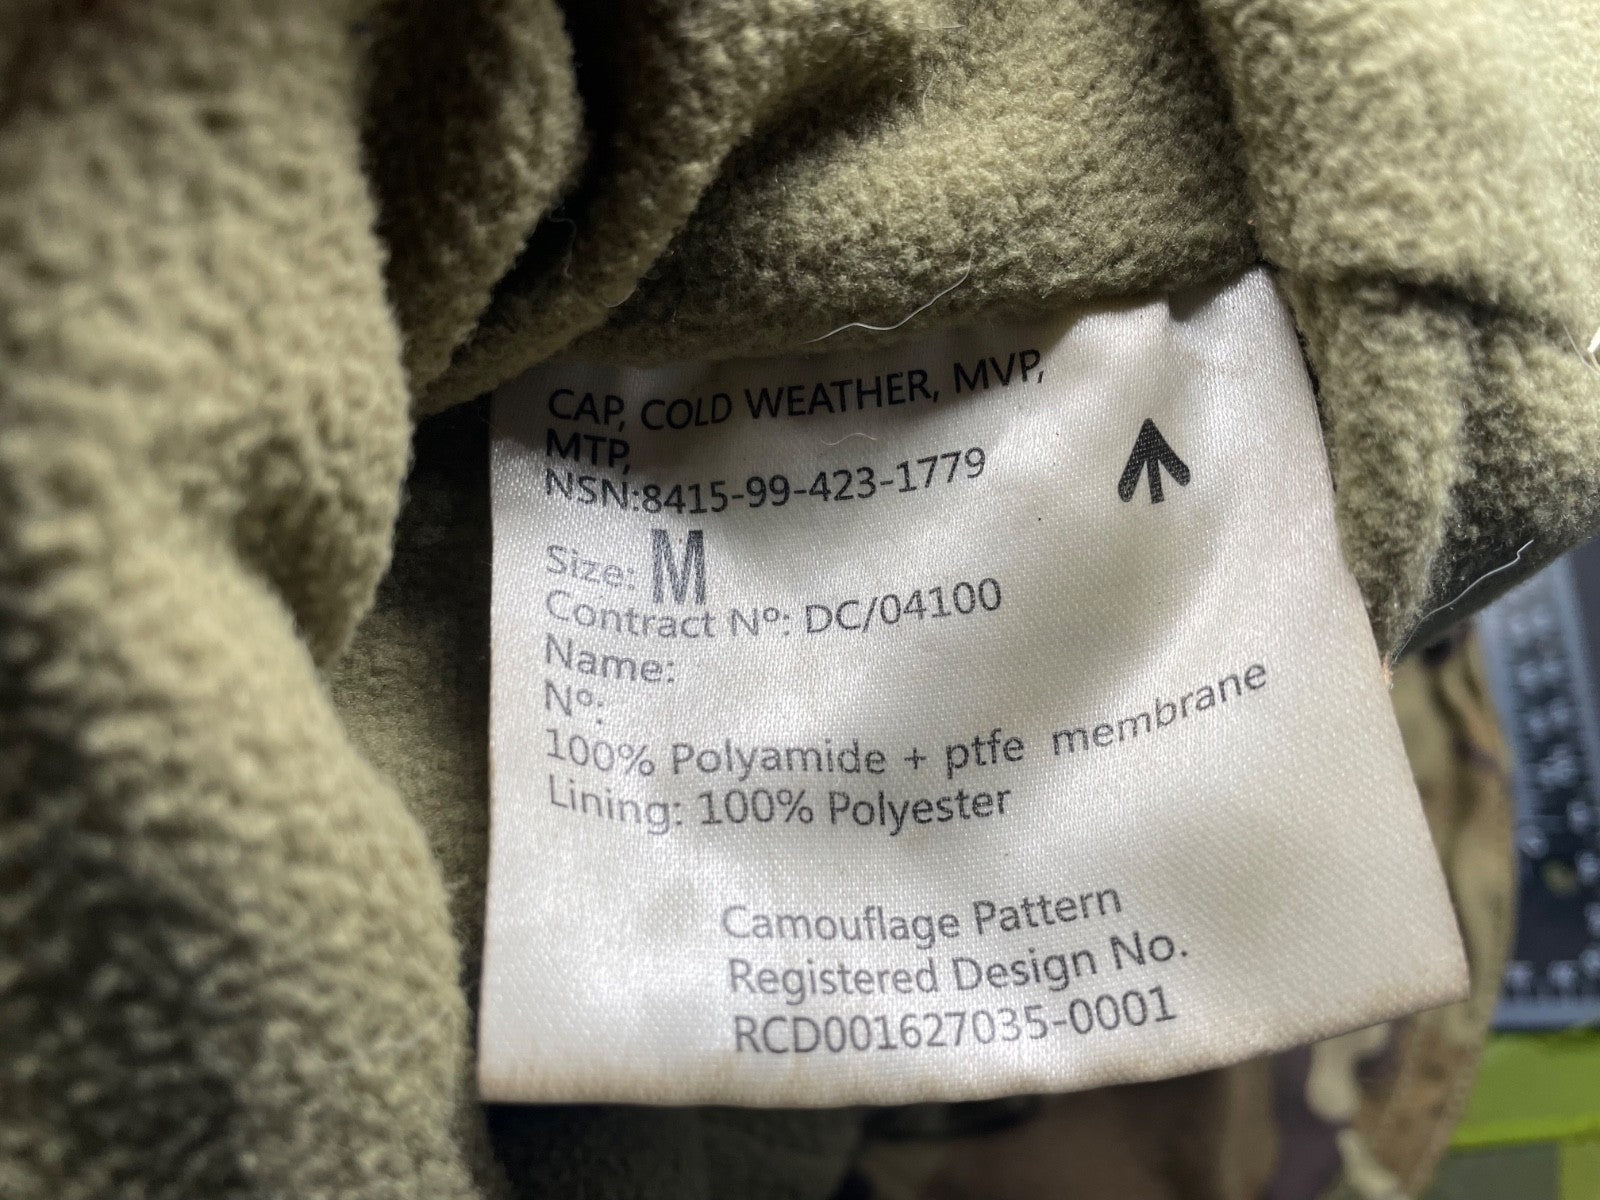 CAP, COLD WEATHER, MVP,
MTP,
NSN:8415-99-423-1779
Size: M
Contract Nº: DC/04100
Name:
Nº:
100% Polyamide + ptfe membrane
Lining: 100% Polyester
Camouflage Pattern
Registered Design No.
RCD001627035-0001